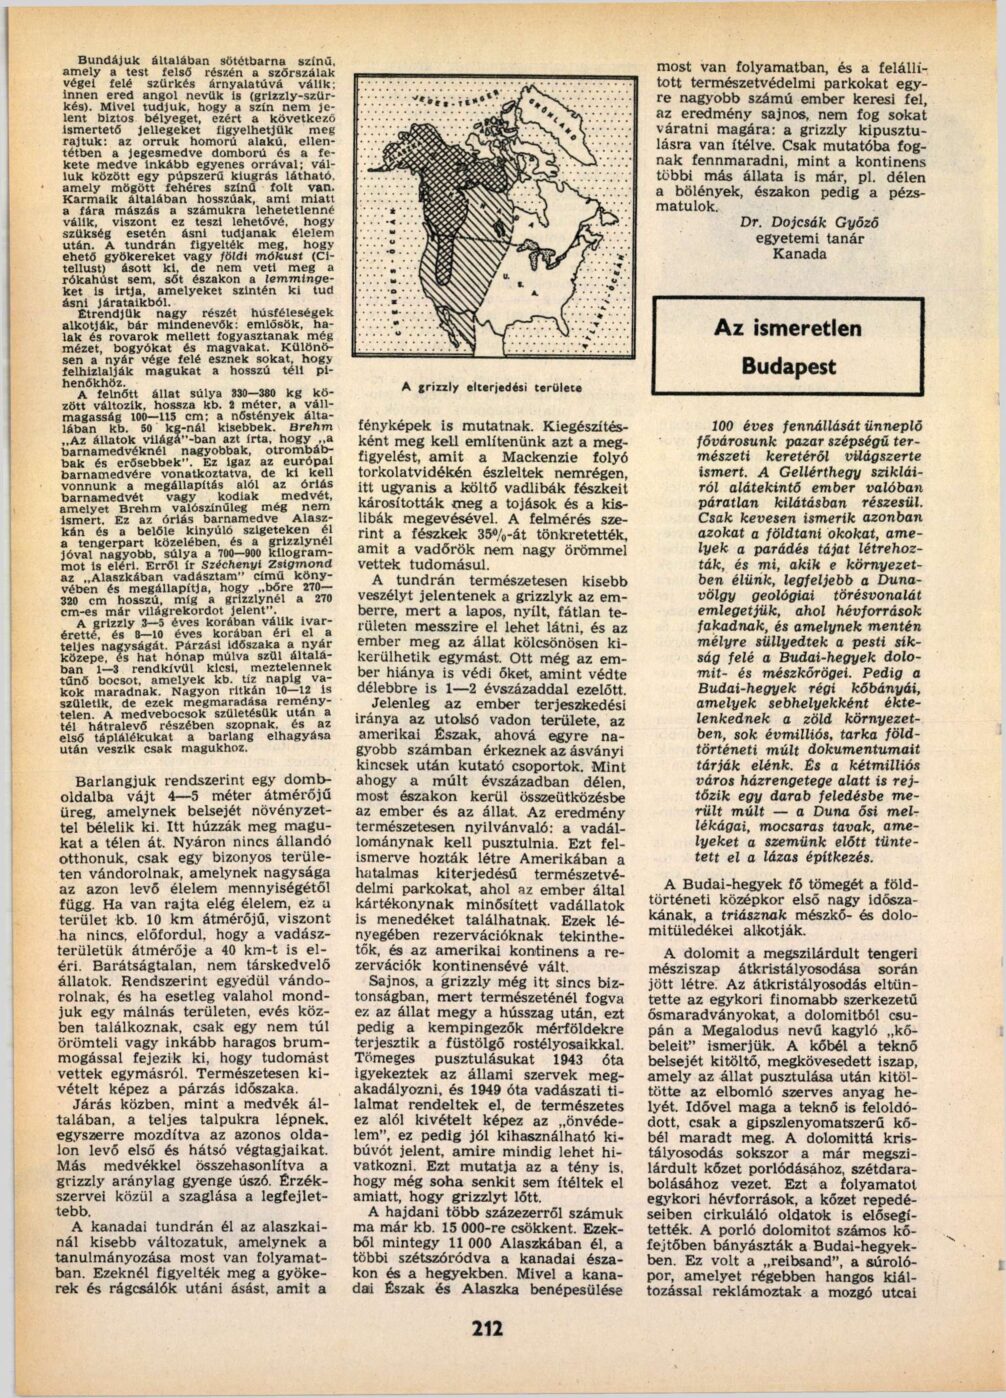 Bundájuk általában sötétbarna színű,
amely a test felső részén a szőrszálak
végei felé szürkés árnyalatúvá válik;
innen ered angol nevük is (grizzly-szür-
kés). Mivel tudjuk, hogy a szín nem je-
lent biztos bélyeget, ezért a következő
ismertető jellegeket figyelhetjük meg
rajtuk: az orruk homorú alakú, ellen-
tétben a jegesmedve domború és a fe-
kete medve inkább egyenes orrával; vál-
luk között egy púpszerű kiugrás látható,
amely mögött fehéres színű folt van.
Karmaik általában hosszúak, ami miatt
a fára mászás a számukra lehetetlenné
válik, viszont ez teszi lehetővé, hogy
szükség esetén ásni tudjanak élelem
után. A tundrán figyelték meg, hogy
ehető gyökereket vagy földi mókust (Ci-
tellust) ásott ki, de nem veti meg a
rókahúst sem, sőt északon a lemminge-
ket is irtja, amelyeket szintén ki tud
ásni járataikból.
Étrendjük nagy részét húsféleségek
alkotják, bár mindenevők: emlősök, ha-
lak és rovarok mellett fogyasztanak még
mézet, bogyókat és magvakat. Különö-
sen a nyár vége felé esznek sokat, hogy
felhizlalják magukat a hosszú téli pi-
henőkhöz.
A felnőtt állat súlya 330—380 kg kö-
zött változik, hossza kb. 2 méter, a váll-
magasság 100—115 cm; a nőstények álta-
lában kb. 50 kg-nál kisebbek. Brehm
„Az állatok világá"-ban azt írta, hogy „a
barnamedvéknél nagyobbak, otrombáb-
bak és erősebbek". Ez igaz az európai
barnamedvére vonatkoztatva, de ki kell
vonnunk a megállapítás alól az óriás
barnamedvét vagy kodiak medvét,
amelyet Brehm valószínűleg még nem
ismert. Ez az óriás barnamedve Alasz-
kán és a belőle kinyúló szigeteken él
a tengerpart közelében, és a grizzlynél
jóval nagyobb, súlya a 700—900 kilogram-
mot is eléri. Erről ír Széchenyi Zsigmond
az „Alaszkában vadásztam" című köny-
vében és megállapítja, hogy „bőre 270—
320 cm hosszú, míg a grizzlynél a 270
cm-es már világrekordot jelent".
A grizzly 3—5 éves korában válik ivar-
éretté, és 8—10 éves korában éri el a
teljes nagyságát. Párzási időszaka a nyár
közepe, és hat hónap múlva szül általá-
ban 1—3 rendkívül kicsi, meztelennek
tűnő bocsot, amelyek kb. tíz napig va-
kok maradnak. Nagyon ritkán 10—12 is
születik, de ezek megmaradása remény-
telen. A medvebocsok születésük után a
tél hátralevő részében szopnak, és az
első táplálékukat a barlang elhagyása
után veszik csak magukhoz.
Barlangjuk rendszerint egy domb-
oldalba vájt 4—5 méter átmérőjű
üreg, amelynek belsejét növényzet-
tel bélelik ki. Itt húzzák meg magu-
kat a télen át. Nyáron nincs állandó
otthonuk, csak egy bizonyos terüle-
ten vándorolnak, amelynek nagysága
az azon levő élelem mennyiségétől
függ. Ha van rajta elég élelem, ez a
terület kb. 10 km átmérőjű, viszont
ha nincs, előfordul, hogy a vadász-
területük átmérője a 40 km-t is el-
éri. Barátságtalan, nem társkedvelő
állatok. Rendszerint egyedül vándo-
rolnak, és ha esetleg valahol mond-
juk egy málnás területen, evés köz-
ben találkoznak, csak egy nem túl
örömteli vagy inkább haragos brum-
mogással fejezik ki, hogy tudomást
vettek egymásról. Természetesen ki-
vételt képez a párzás időszaka.
Járás közben, mint a medvék ál-
talában, a teljes talpukra lépnek,
egyszerre mozdítva az azonos olda-
lon levő első és hátsó végtagjaikat.
Más medvékkel összehasonlítva a
grizzly aránylag gyenge úszó. Érzék-
szervei közül a szaglása a legfejlet-
tebb.
A kanadai tundrán él az alaszkai-
nál kisebb változatuk, amelynek a
tanulmányozása most van folyamat-
ban. Ezeknél figyelték meg a gyöke-
rek és rágcsálók utáni ásást, amit a
JEGES-TENGER
GRÖNLAND
ALASZKA
CSENDES ÓCEÁN
U. S. A.
ATLANTI-ÓCEÁN
A grizzly elterjedési területe
fényképek is mutatnak. Kiegészítés-
ként meg kell említenünk azt a meg-
figyelést, amit a Mackenzie folyó
torkolatvidékén észleltek nemrégen,
itt ugyanis a költő vadlibák fészkeit
károsították meg a tojások és a kis-
libák megevésével. A felmérés sze-
rint a fészkek 35%-át tönkretették,
amit a vadőrök nem nagy örömmel
vettek tudomásul.
A tundrán természetesen kisebb
veszélyt jelentenek a grizzlyk az em-
berre, mert a lapos, nyílt, fátlan te-
rületen messzire el lehet látni, és az
ember meg az állat kölcsönösen ki-
kerülhetik egymást. Ott még az em-
ber hiánya is védi őket, amint védte
délebbre is 1—2 évszázaddal ezelőtt.
Jelenleg az ember terjeszkedési
iránya az utolsó vadon területe, az
amerikai Észak, ahová egyre na-
gyobb számban érkeznek az ásványi
kincsek után kutató csoportok. Mint
ahogy a múlt évszázadban délen,
most északon kerül összeütközésbe
az ember és az állat. Az eredmény
természetesen nyilvánvaló: a vadál-
lománynak kell pusztulnia. Ezt fel-
ismerve hozták létre Amerikában a
hatalmas kiterjedésű természetvé-
delmi parkokat, ahol az ember által
kártékonynak minősített vadállatok
is menedéket találhatnak. Ezek lé-
nyegében rezervációknak tekinthe-
tők, és az amerikai kontinens a re-
zervációk kontinensévé vált.
Sajnos, a grizzly még itt sincs biz-
tonságban, mert természeténél fogva
ez az állat megy a hússzag után, ezt
pedig a kempingezők mérföldekre
terjesztik a füstölgő rostélyosaikkal.
Tömeges pusztulásukat 1943 óta
igyekeztek az állami szervek meg-
akadályozni, és 1949 óta vadászati ti-
lalmat rendeltek el, de természetes
ez alól kivételt képez az „önvéde-
lem", ez pedig jól kihasználható ki-
búvót jelent, amire mindig lehet hi-
vatkozni. Ezt mutatja az a tény is,
hogy még soha senkit sem ítéltek el
amiatt, hogy grizzlyt lőtt.
A hajdani több százezerről számuk
ma már kb. 15 000-re csökkent. Ezek-
ből mintegy 11 000 Alaszkában él, a
többi szétszóródva a kanadai észa-
kon és a hegyekben. Mivel a kana-
dai Észak és Alaszka benépesülése
most van folyamatban, és a felállí-
tott természetvédelmi parkokat egy-
re nagyobb számú ember keresi fel,
az eredmény sajnos, nem fog sokat
váratni magára: a grizzly kipusztu-
lásra van ítélve. Csak mutatóba fog-
nak fennmaradni, mint a kontinens
többi más állata is már, pl. délen
a bölények, északon pedig a pézs-
matulok.
Dr. Dojcsák Győző
egyetemi tanár
Kanada
Az ismeretlen
Budapest
100 éves fennállását ünneplő
fővárosunk pazar szépségű ter-
mészeti keretéről világszerte
ismert. A Gellérthegy sziklái-
ról alátekintő ember valóban
páratlan kilátásban részesül.
Csak kevesen ismerik azonban
azokat a földtani okokat, ame-
lyek a parádés tájat létrehoz-
ták, és mi, akik e környezet-
ben élünk, legfeljebb a Duna-
völgy geológiai törésvonalát
emlegetjük, ahol hévforrások
fakadnak, és amelynek mentén
mélyre süllyedtek a pesti sík-
ság felé a Budai-hegyek dolo-
mit- és mészkőrögei. Pedig a
Budai-hegyek régi kőbányái,
amelyek sebhelyekként ékte-
lenkednek a zöld környezet-
ben, sok évmilliós, tarka föld-
történeti múlt dokumentumait
tárják elénk. És a kétmilliós
város házrengetege alatt is rej-
tőzik egy darab feledésbe me-
rült múlt — a Duna ősi mel-
lékágai, mocsaras tavak, ame-
lyeket a szemünk előtt tünte-
tett el a lázas építkezés.
A Budai-hegyek fő tömegét a föld-
történeti középkor első nagy idősza-
kának, a triásznak mészkő- és dolo-
mitüledékei alkotják.
A dolomit a megszilárdult tengeri
mésziszap átkristályosodása során
jött létre. Az átkristályosodás eltün-
tette az egykori finomabb szerkezetű
ősmaradványokat, a dolomitból csu-
pán a Megalodus nevű kagyló „kő-
beleit" ismerjük. A kőbél a teknő
belsejét kitöltő, megkövesedett iszap,
amely az állat pusztulása után kitöl-
tötte az elbomló szerves anyag he-
lyét. Idővel maga a teknő is feloldó-
dott, csak a gipszlenyomatszerű kő-
bél maradt meg. A dolomittá kris-
tályosodás sokszor a már megszi-
lárdult kőzet porlódásához, szétdara-
bolásához vezet. Ezt a folyamatot
egykori hévforrások, a kőzet repedé-
seiben cirkuláló oldatok is elősegí-
tették. A porló dolomitot számos kő-
fejtőben bányászták a Budai-hegyek-
ben. Ez volt a „reibsand", a súroló-
por, amelyet régebben hangos kiál-
tozással reklámoztak a mozgó utcai
212